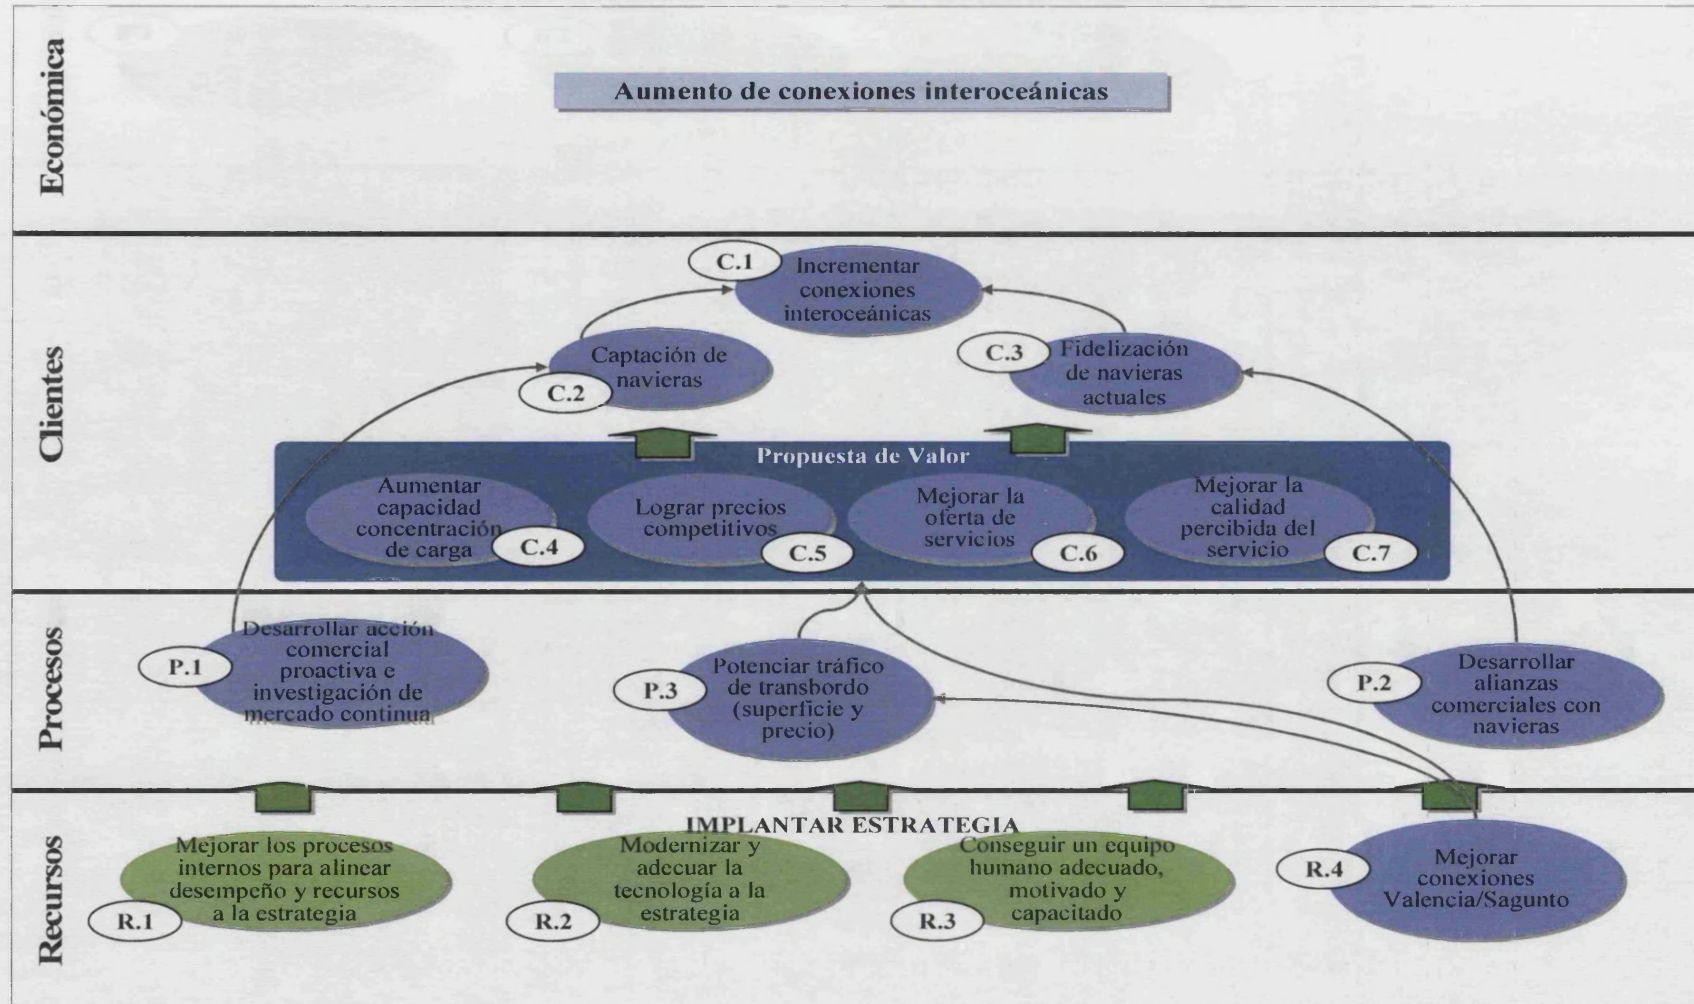 Económica
Aumento de conexiones interoceánicas
Clientes
C.1
Incrementar
conexiones
interoceánicas
Captación de
navieras
C.2
C.3
Fidelización
de navieras
actuales
Propuesta de Valor
Aumentar
capacidad
concentración
de carga
C.4
Lograr precios
competitivos
C.5
Mejorar la
oferta de
servicios
C.6
Mejorar la
calidad
percibida del
servicio
C.7
Procesos
P.1
Desarrollar acción
comercial
proactiva e
investigación de
mercado continua
P.3
Potenciar tráfico
de transbordo
(superficie y
precio)
P.2
Desarrollar
alianzas
comerciales con
navieras
Recursos
IMPLANTAR ESTRATEGIA
Mejorar los procesos
internos para alinear
desempeño y recursos
a la estrategia
R.1
Modernizar y
adecuar la
tecnología a la
estrategia
R.2
Conseguir un equipo
humano adecuado,
motivado y
capacitado
R.3
R.4
Mejorar
conexiones
Valencia/Sagunto